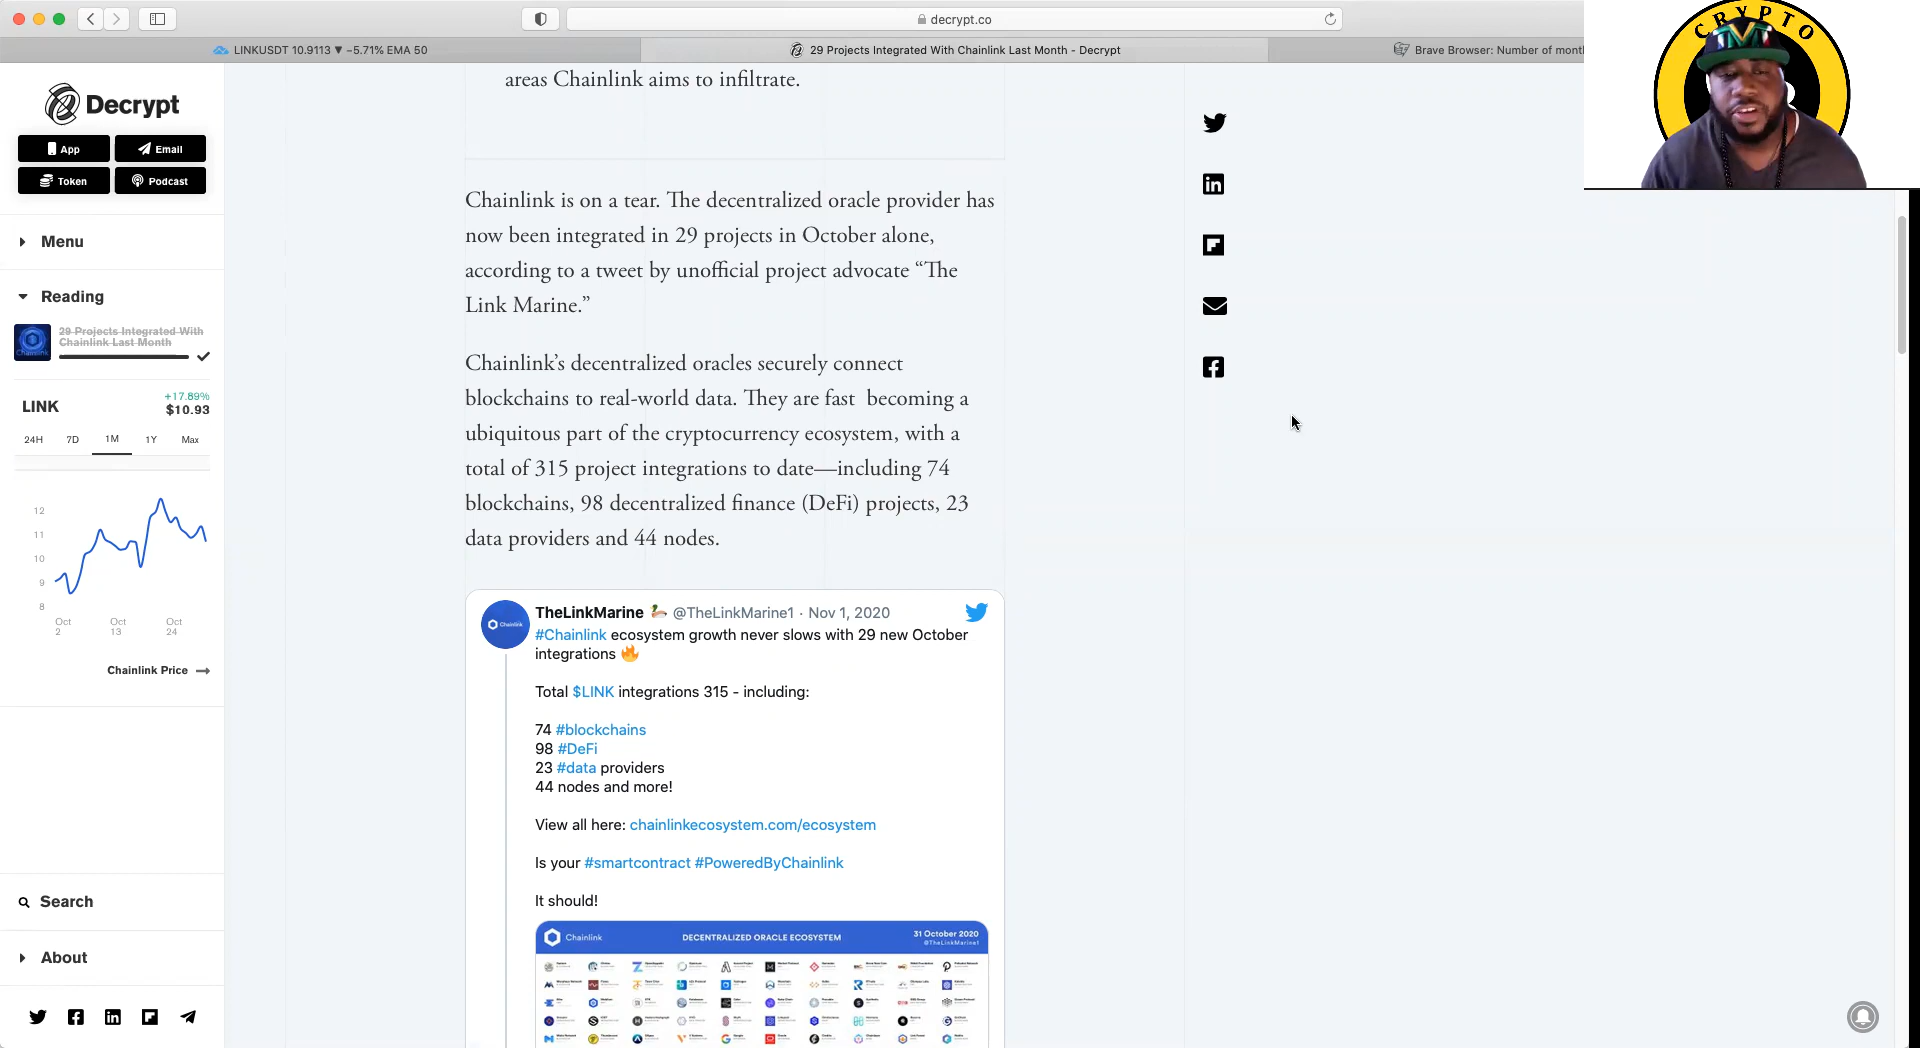 decrypt.co
LINKUSDT 10.9113 ▼ −5.71% EMA 50
29 Projects Integrated With Chainlink Last Month - Decrypt
Brave Browser: Number of mont
CRYPTO
Decrypt
App
Email
Token
Podcast
Menu
Reading
29 Projects Integrated With
Chainlink Last Month
LINK
+17.89%
$10.93
24H
7D
1M
1Y
Max
12
11
10
9
8
Oct
2
Oct
13
Oct
24
Chainlink Price →
Search
About
areas Chainlink aims to infiltrate.
Chainlink is on a tear. The decentralized oracle provider has
now been integrated in 29 projects in October alone,
according to a tweet by unofficial project advocate “The
Link Marine.”
Chainlink’s decentralized oracles securely connect
blockchains to real-world data. They are fast  becoming a
ubiquitous part of the cryptocurrency ecosystem, with a
total of 315 project integrations to date—including 74
blockchains, 98 decentralized finance (DeFi) projects, 23
data providers and 44 nodes.
Chainlink
TheLinkMarine @TheLinkMarine1 · Nov 1, 2020
#Chainlink ecosystem growth never slows with 29 new October
integrations 🔥
Total $LINK integrations 315 - including:
74 #blockchains
98 #DeFi
23 #data providers
44 nodes and more!
View all here: chainlinkecosystem.com/ecosystem
Is your #smartcontract #PoweredByChainlink
It should!
Chainlink
DECENTRALIZED ORACLE ECOSYSTEM
31 October 2020
@TheLinkMarine1